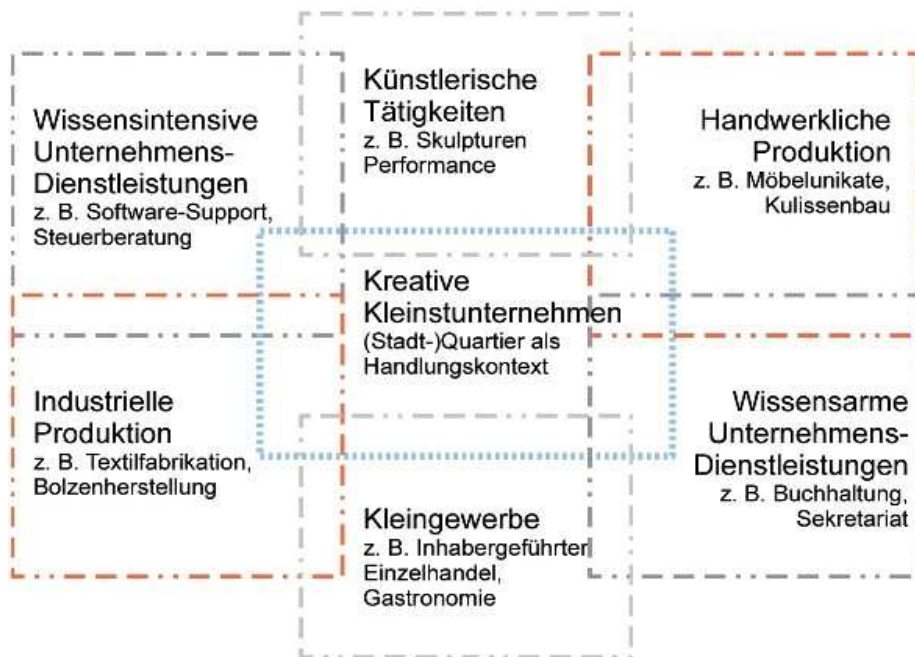 Wissensintensive
Unternehmens-
Dienstleistungen
z. B. Software-Support,
Steuerberatung
Künstlerische
Tätigkeiten
z. B. Skulpturen
Performance
Handwerkliche
Produktion
z. B. Möbelunikate,
Kulissenbau
Kreative
Kleinstunternehmen
(Stadt-)Quartier als
Handlungskontext
Industrielle
Produktion
z. B. Textilfabrikation,
Bolzenherstellung
Kleingewerbe
z. B. Inhabergeführter
Einzelhandel,
Gastronomie
Wissensarme
Unternehmens-
Dienstleistungen
z. B. Buchhaltung,
Sekretariat